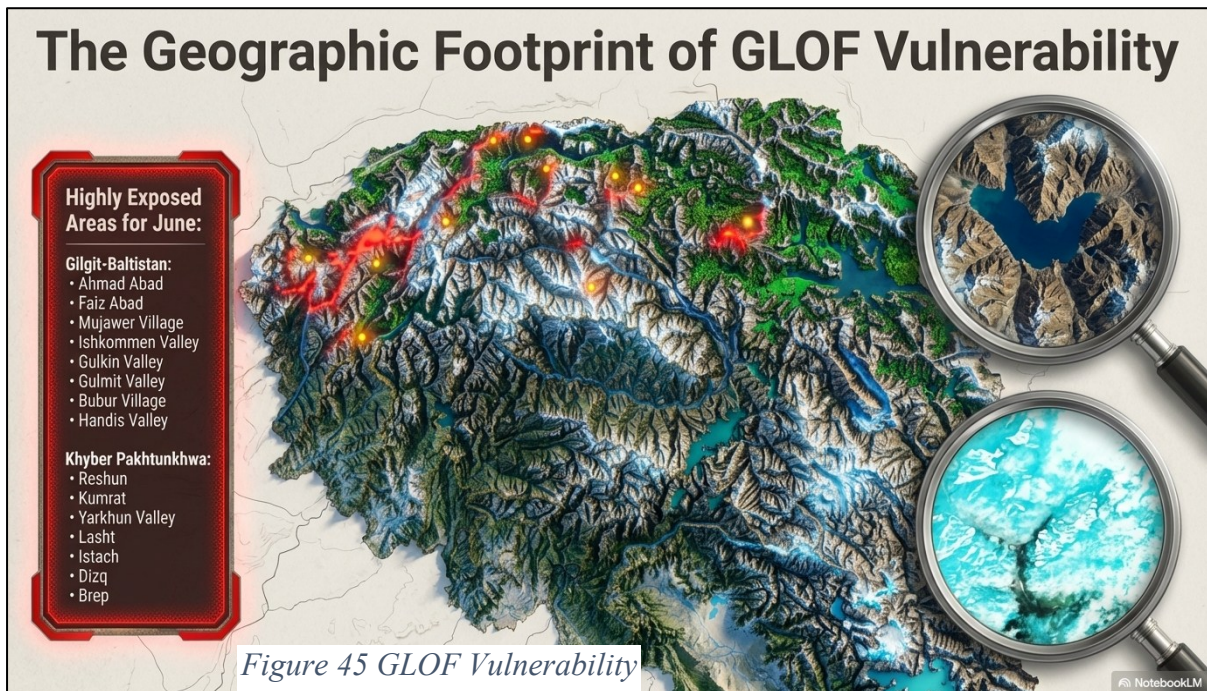 The Geographic Footprint of GLOF Vulnerability
Highly Exposed
Areas for June:
Gilgit-Baltistan:
• Ahmad Abad
• Faiz Abad
• Mujawer Village
• Ishkommen Valley
• Gulkin Valley
• Gulmit Valley
• Bubur Village
• Handis Valley
Khyber Pakhtunkhwa:
• Reshun
• Kumrat
• Yarkhun Valley
• Lasht
• Istach
• Dizq
• Brep
Figure 45 GLOF Vulnerability
NotebookLM